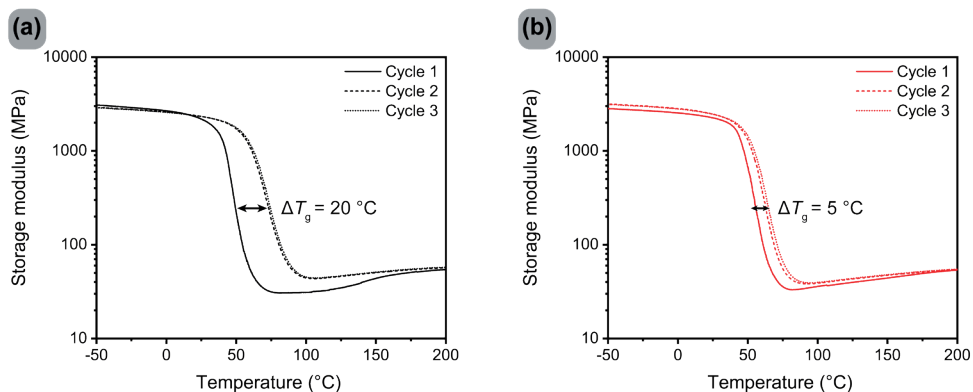 (a)
10000
1000
100
10
Storage modulus (MPa)
Cycle 1
Cycle 2
Cycle 3
ΔTg = 20 °C
-50 0 50 100 150 200
Temperature (°C)
(b)
10000
1000
100
10
Storage modulus (MPa)
Cycle 1
Cycle 2
Cycle 3
ΔTg = 5 °C
-50 0 50 100 150 200
Temperature (°C)